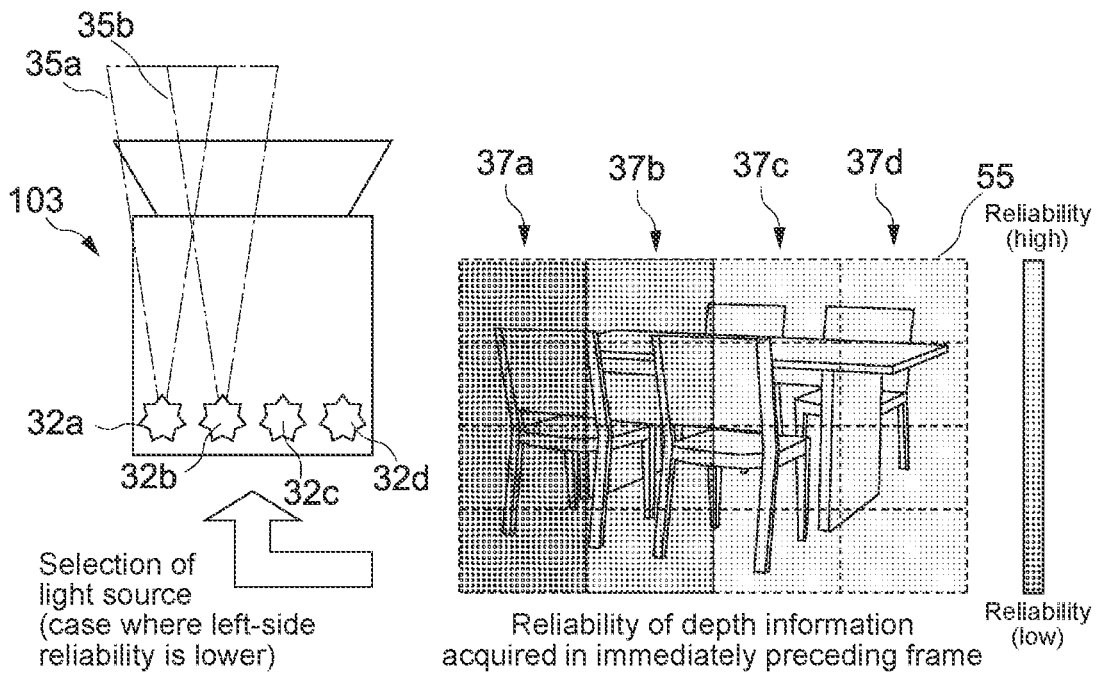 35b
35a
37a
37b
37c
37d
55
103
Reliability
(high)
32a
32b
32c
32d
Selection of
light source
(case where left-side
reliability is lower)
Reliability of depth information
acquired in immediately preceding frame
Reliability
(low)